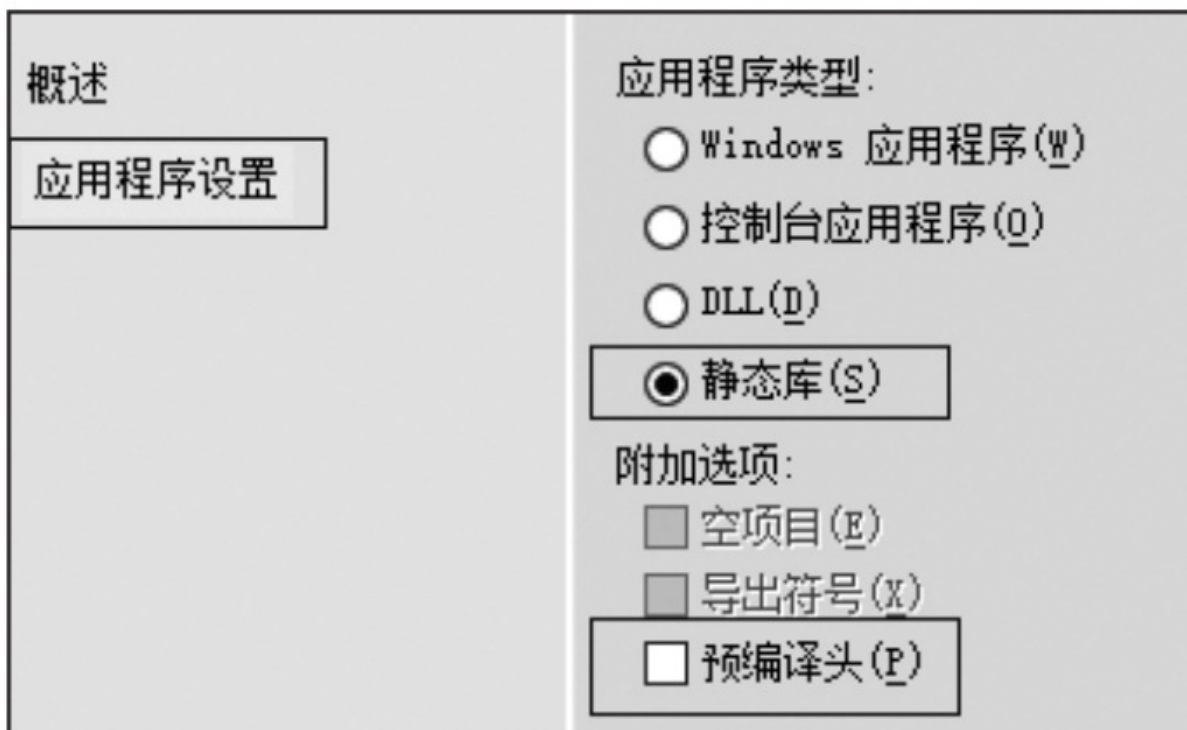 概述
应用程序设置
应用程序类型:
Windows 应用程序(W)
控制台应用程序(O)
DLL(D)
静态库(S)
附加选项:
空项目(E)
导出符号(X)
预编译头(P)